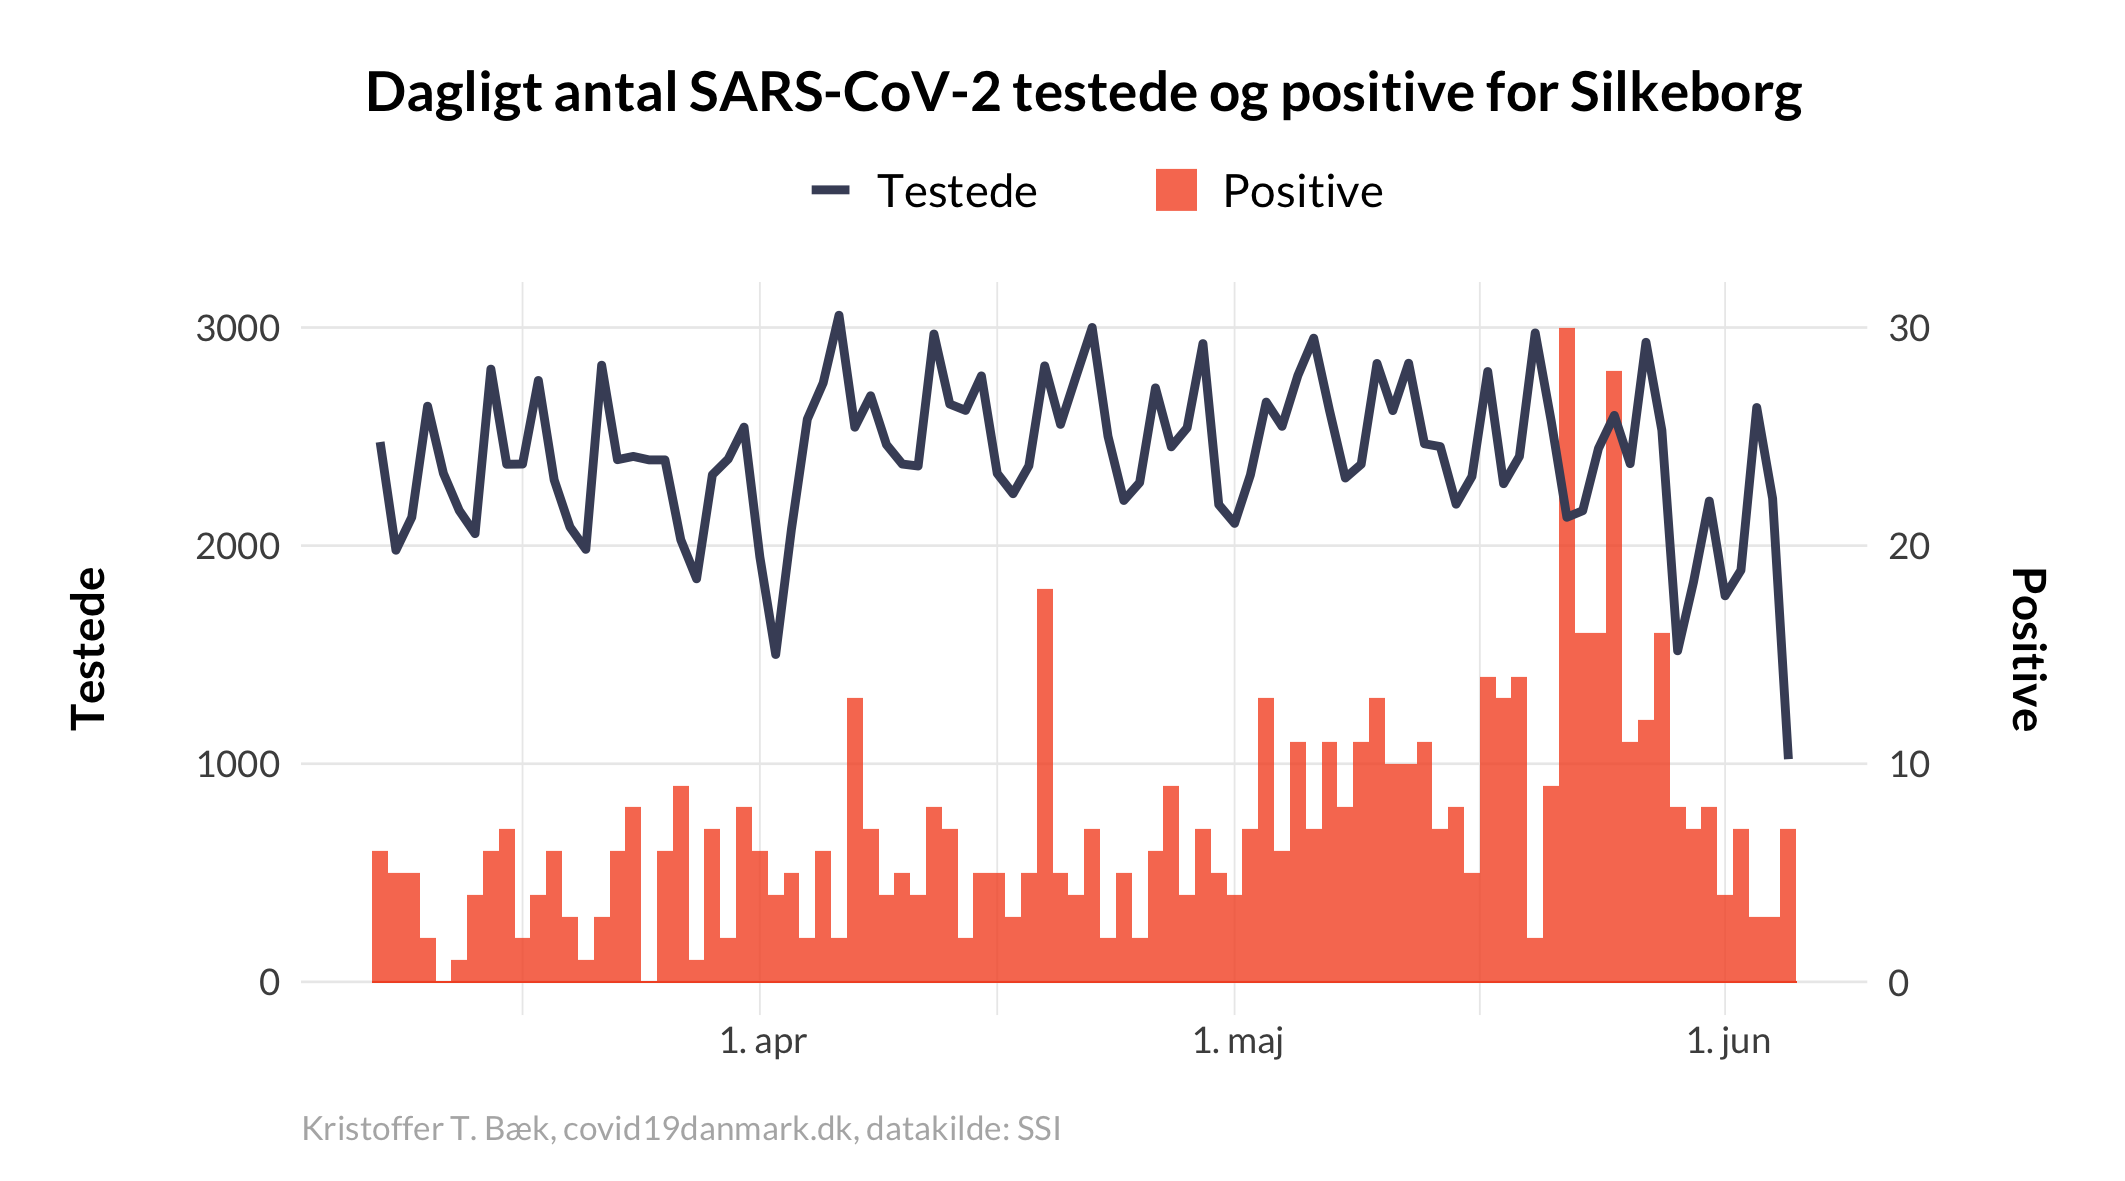 Dagligt antal SARS-CoV-2 testede og positive for Silkeborg
Testede
Positive
3000
2000
1000
0
30
20
10
0
Testede
Positive
1. apr
1. maj
1. jun
Kristoffer T. Bæk, covid19danmark.dk, datakilde: SSI